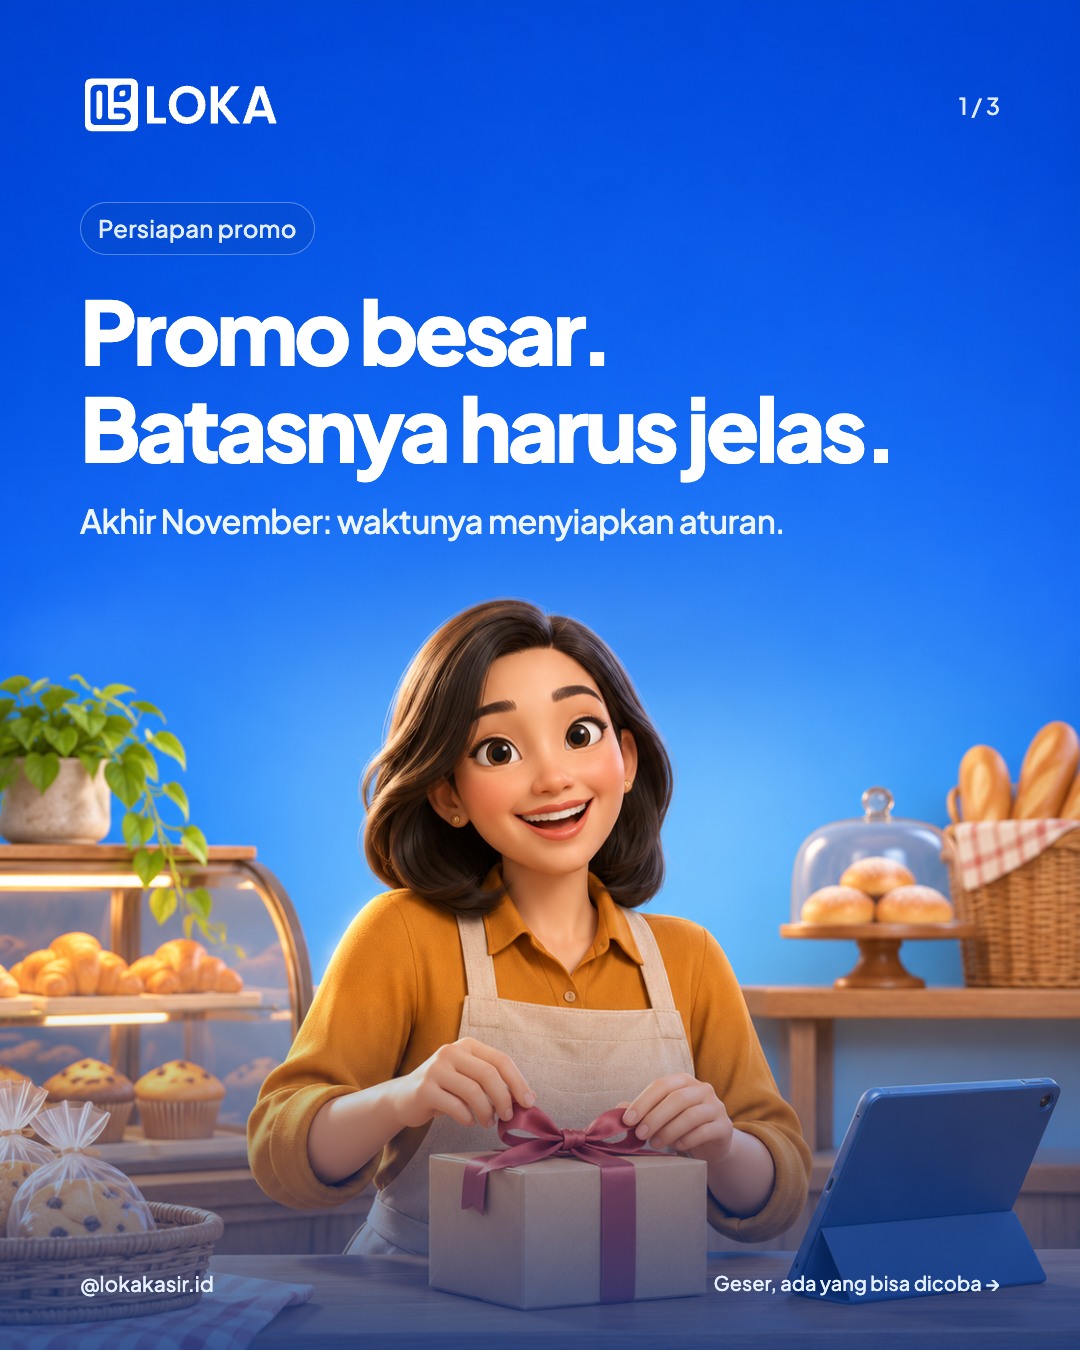 LOKA
1 / 3
Persiapan promo
Promo besar.
Batasnya harus jelas.
Akhir November: waktunya menyiapkan aturan.
@lokakasir.id
Geser, ada yang bisa dicoba →